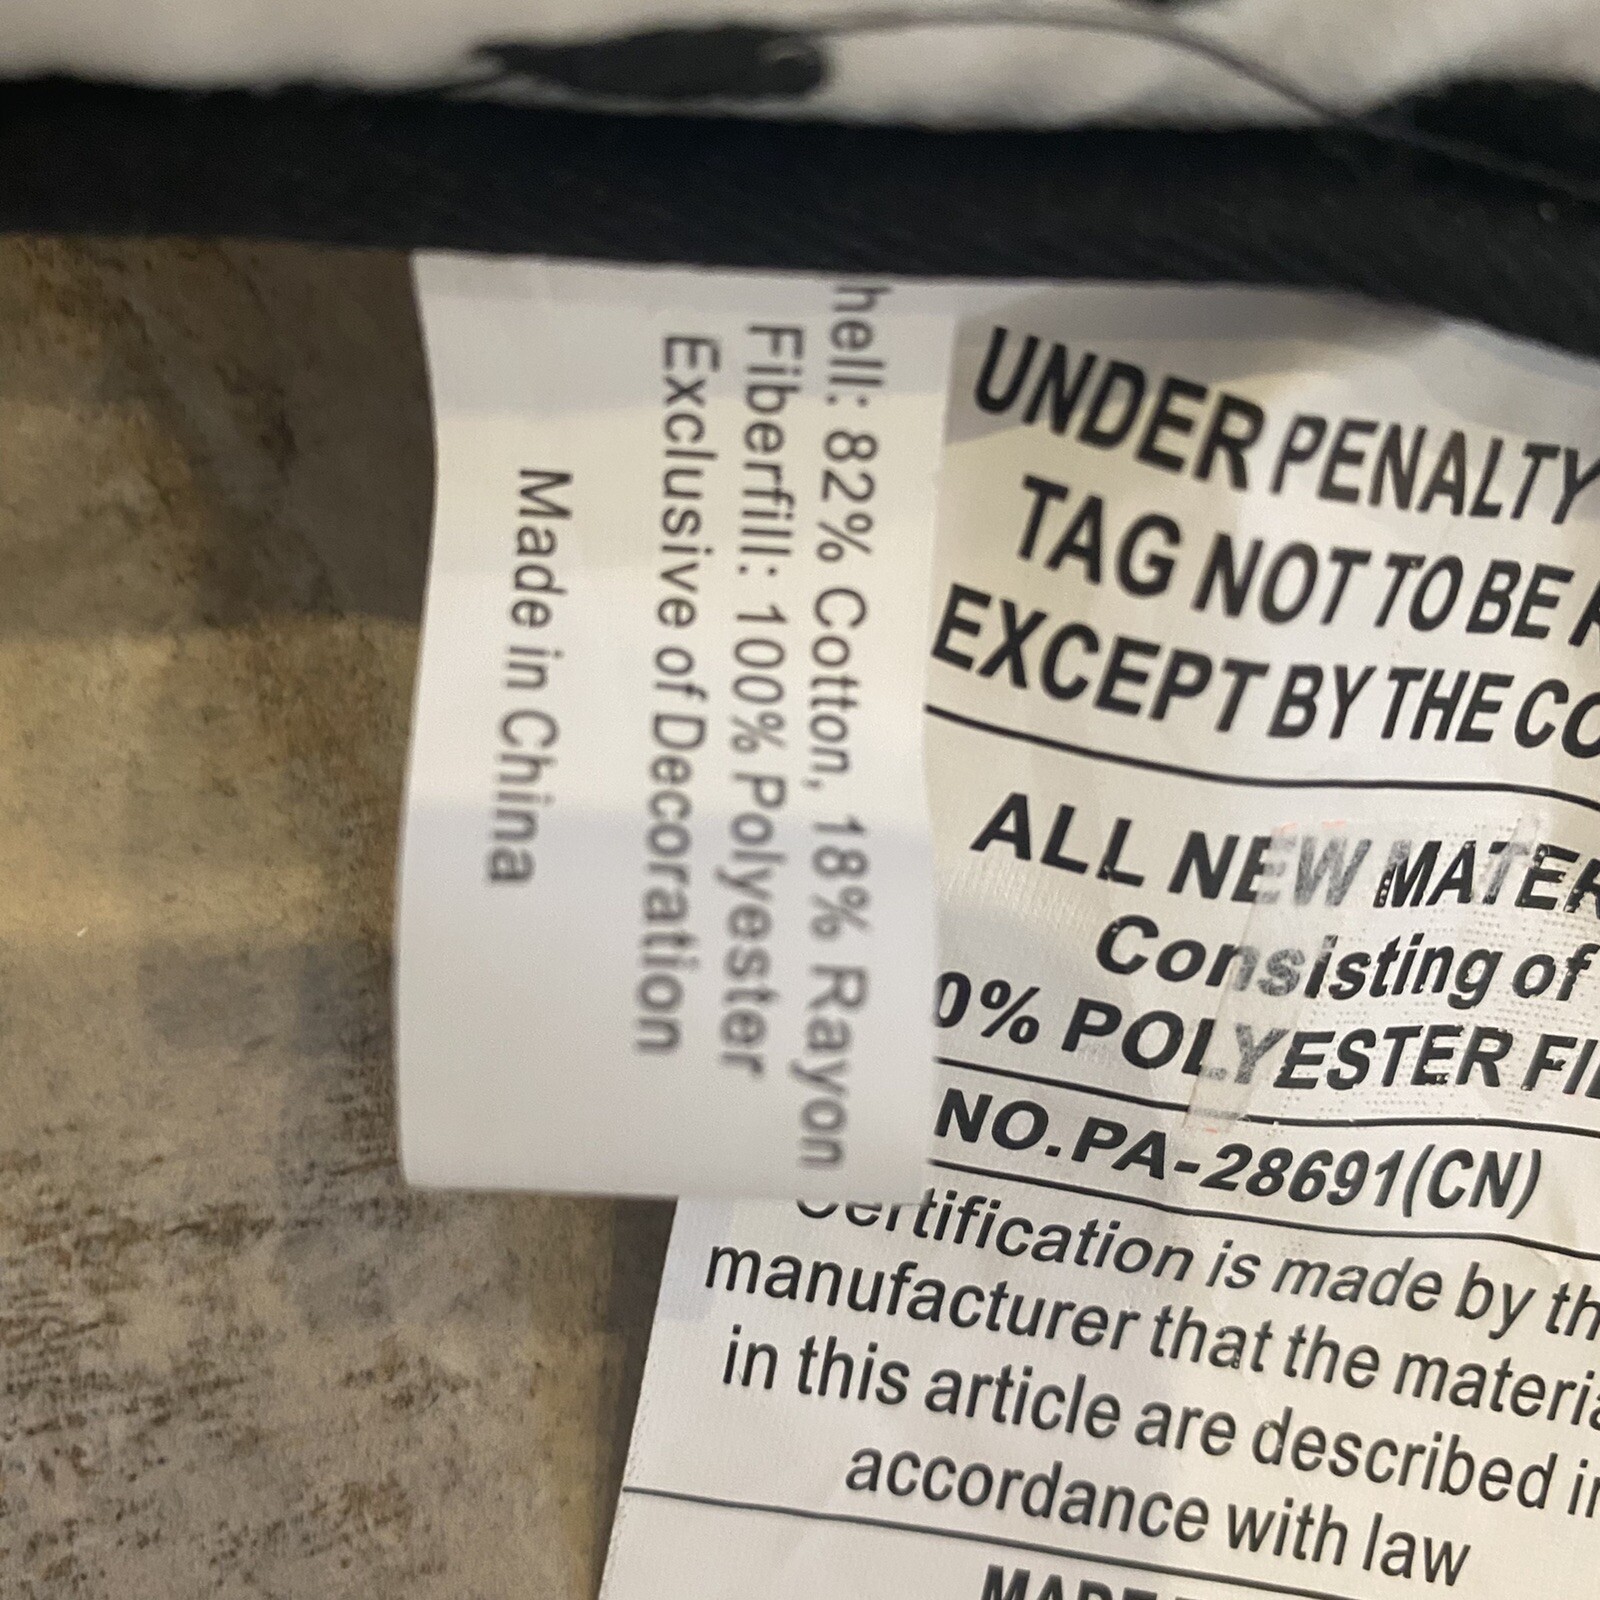 hell: 82% Cotton, 18% Rayon
Fiberfill: 100% Polyester
Exclusive of Decoration
Made in China
UNDER PENALTY
TAG NOT TO BE
EXCEPT BY THE
ALL NEW MATER
Consisting of
0% POLYESTER
NO.PA-28691(CN)
Certification is made by
manufacturer that the
in this article are described
accordance with law
MADE